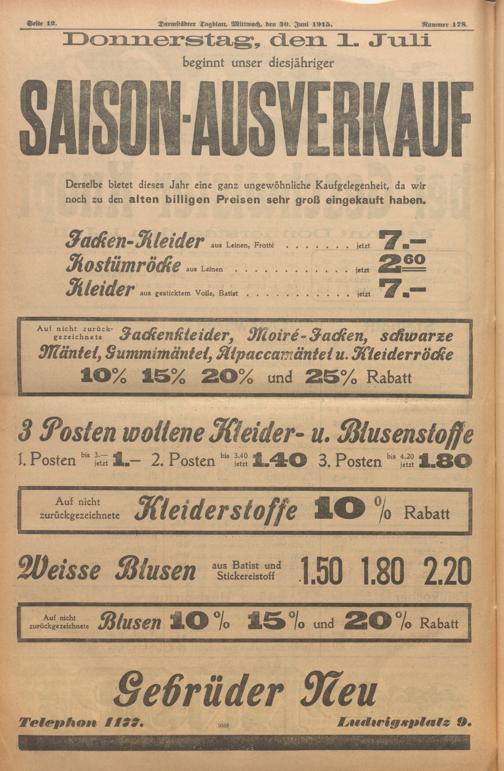 Seite 12. Darmstädter Tagblatt, Mittwoch, den 30. Juni 1915. Nummer 178.
Donnerstag, den 1. Juli
beginnt unser diesjähriger
SAISON-AUSVERKAUF
Derselbe bietet dieses Jahr eine ganz ungewöhnliche Kaufgelegenheit, da wir
noch zu den alten billigen Preisen sehr groß eingekauft haben.
Jacken-Kleider aus Leinen, Frotté . . . . . . . jetzt 7.–
Kostümröcke aus Leinen . . . . . . . . . . . . jetzt 2 60
Kleider aus gesticktem Voile, Batist . . . . . . . . . . jetzt 7.–
Auf nicht zurück-
gezeichnete Jackenkleider, Moiré-Jacken, schwarze
Mäntel, Gummimäntel, Alpaccamäntel u. Kleiderröcke
10% 15% 20% und 25% Rabatt
3 Posten wollene Kleider- u. Blusenstoffe
1. Posten bis 3.— jetzt 1.– 2. Posten bis 3.40 jetzt 1.40 3. Posten bis 4.20 jetzt 1.80
Auf nicht
zurückgezeichnete Kleiderstoffe 10 % Rabatt
Weisse Blusen aus Batist und
Stickereistoff 1.50 1.80 2.20
Auf nicht
zurückgezeichnete Blusen 10% 15% und 20% Rabatt
Gebrüder Neu
Telephon 1177. Ludwigsplatz 9.